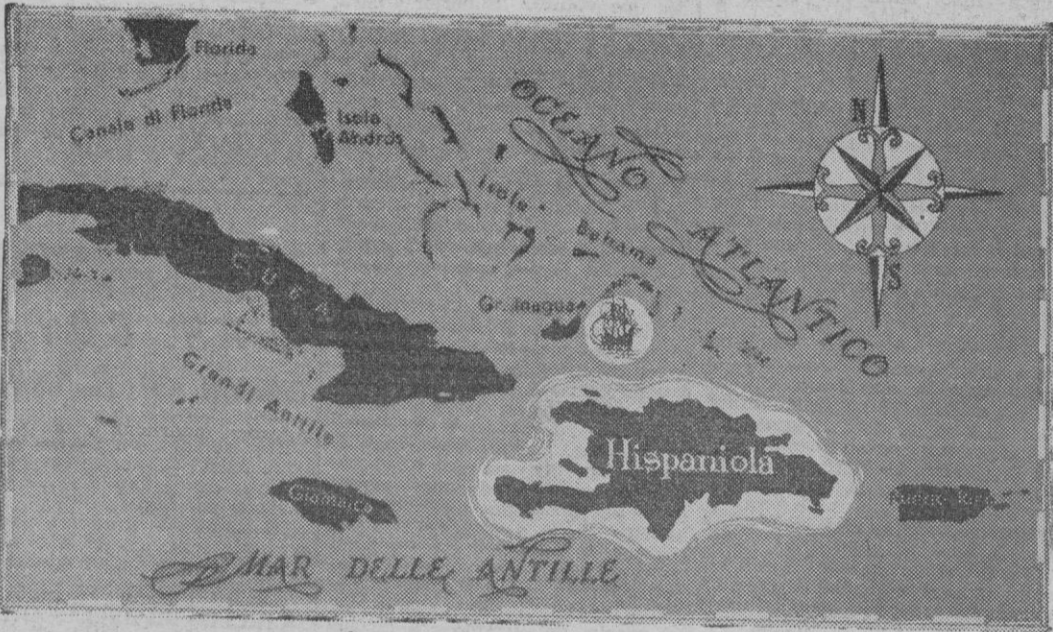 Florida
Canale di Florida
Isola
Andros
OCEANO
ATLANTICO
Isole
Bahama
N
S
CUBA
Gr. Inagua
Grandi Antille
Hispaniola
Giamaica
MAR DELLE ANTILLE